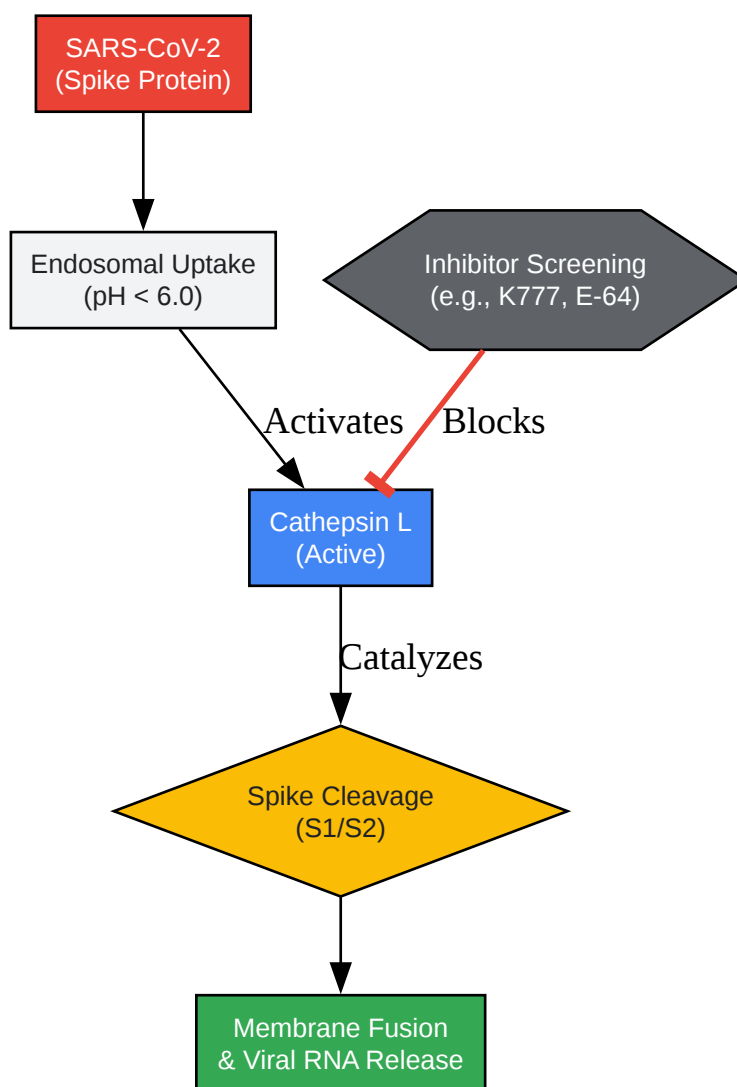 SARS-CoV-2
(Spike Protein)
Endosomal Uptake
(pH < 6.0)
Inhibitor Screening
(e.g., K777, E-64)
Activates
Blocks
Cathepsin L
(Active)
Catalyzes
Spike Cleavage
(S1/S2)
Membrane Fusion
& Viral RNA Release